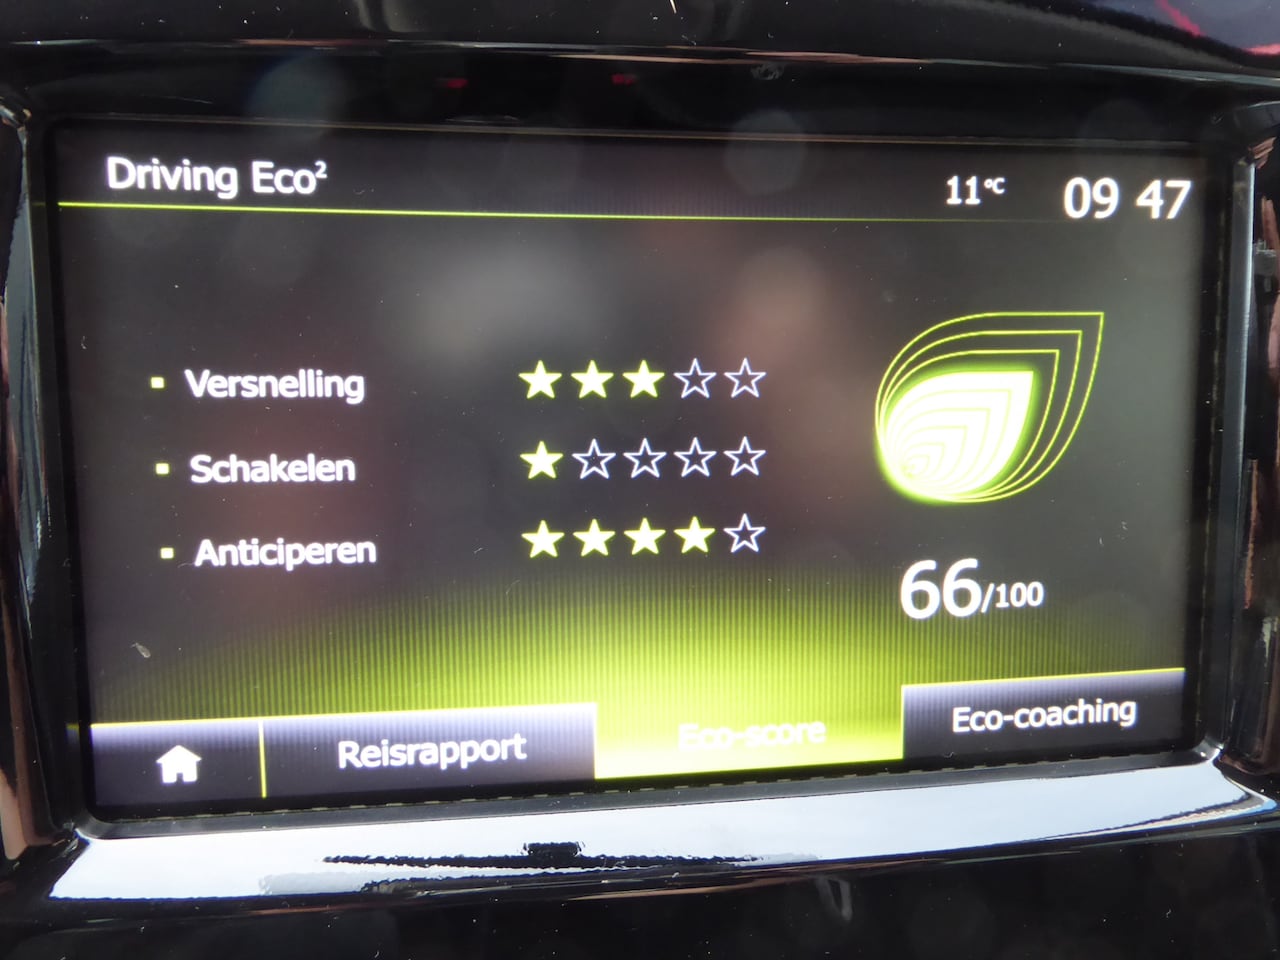 Driving Eco²
11°C 09 47
Versnelling
Schakelen
Anticiperen
66/100
Reisrapport Eco-score Eco-coaching